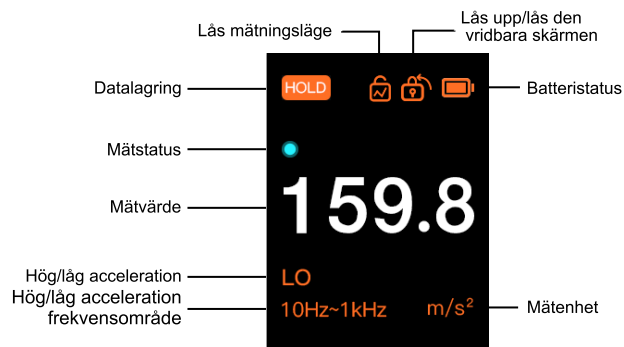 Lås mätningsläge
Lås upp/lås den
vridbara skärmen
Datalagring
HOLD
Batteristatus
Mätstatus
Mätvärde
159.8
Hög/låg acceleration
LO
Hög/låg acceleration
frekvensområde
10Hz~1kHz
m/s²
Mätenhet